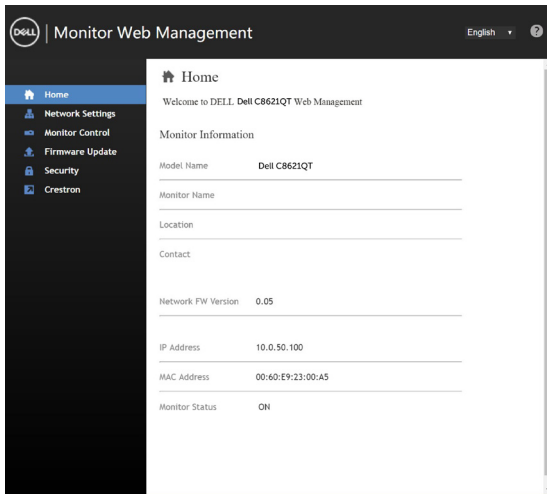 DELL
Monitor Web Management
English
?
Home
Network Settings
Monitor Control
Firmware Update
Security
Crestron
Home
Welcome to DELL Dell C8621QT Web Management
Monitor Information
Model Name Dell C8621QT
Monitor Name
Location
Contact
Network FW Version 0.05
IP Address 10.0.50.100
MAC Address 00:60:E9:23:00:A5
Monitor Status ON